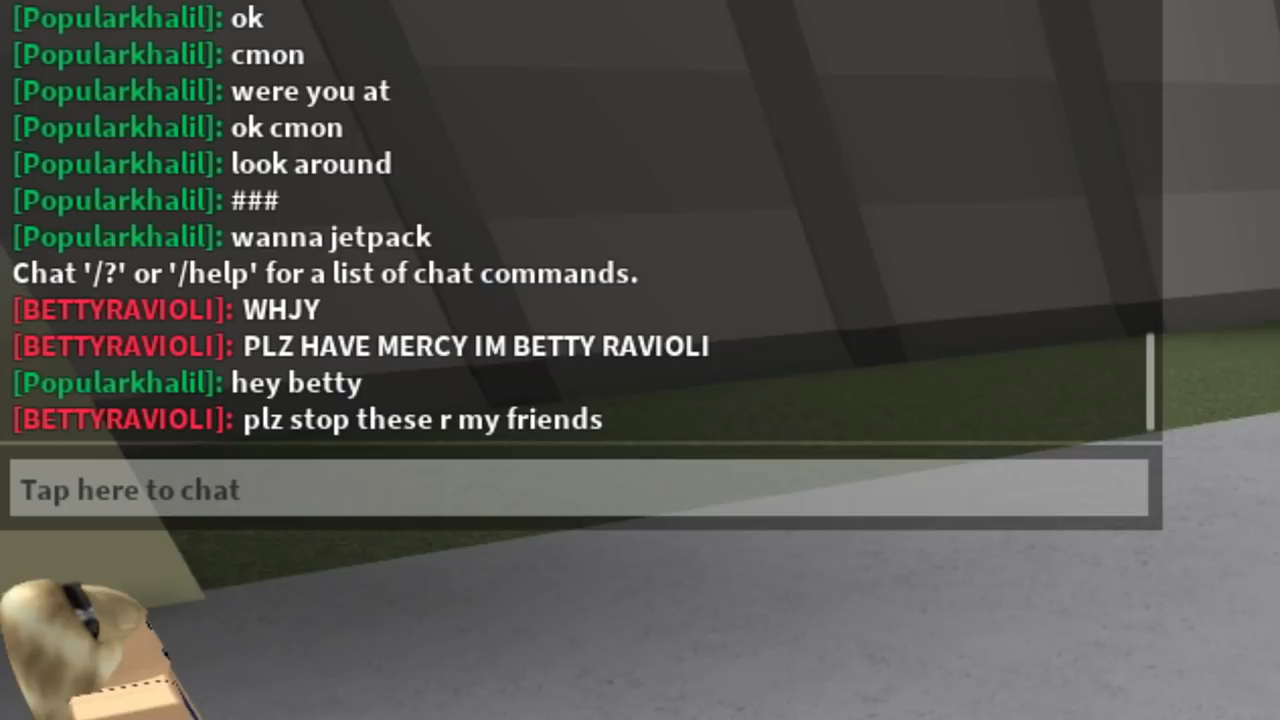 [Popularkhalil]: ok
[Popularkhalil]: cmon
[Popularkhalil]: were you at
[Popularkhalil]: ok cmon
[Popularkhalil]: look around
[Popularkhalil]: ###
[Popularkhalil]: wanna jetpack
Chat '/?' or '/help' for a list of chat commands.
[BETTYRAVIOLI]: WHJY
[BETTYRAVIOLI]: PLZ HAVE MERCY IM BETTY RAVIOLI
[Popularkhalil]: hey betty
[BETTYRAVIOLI]: plz stop these r my friends
Tap here to chat